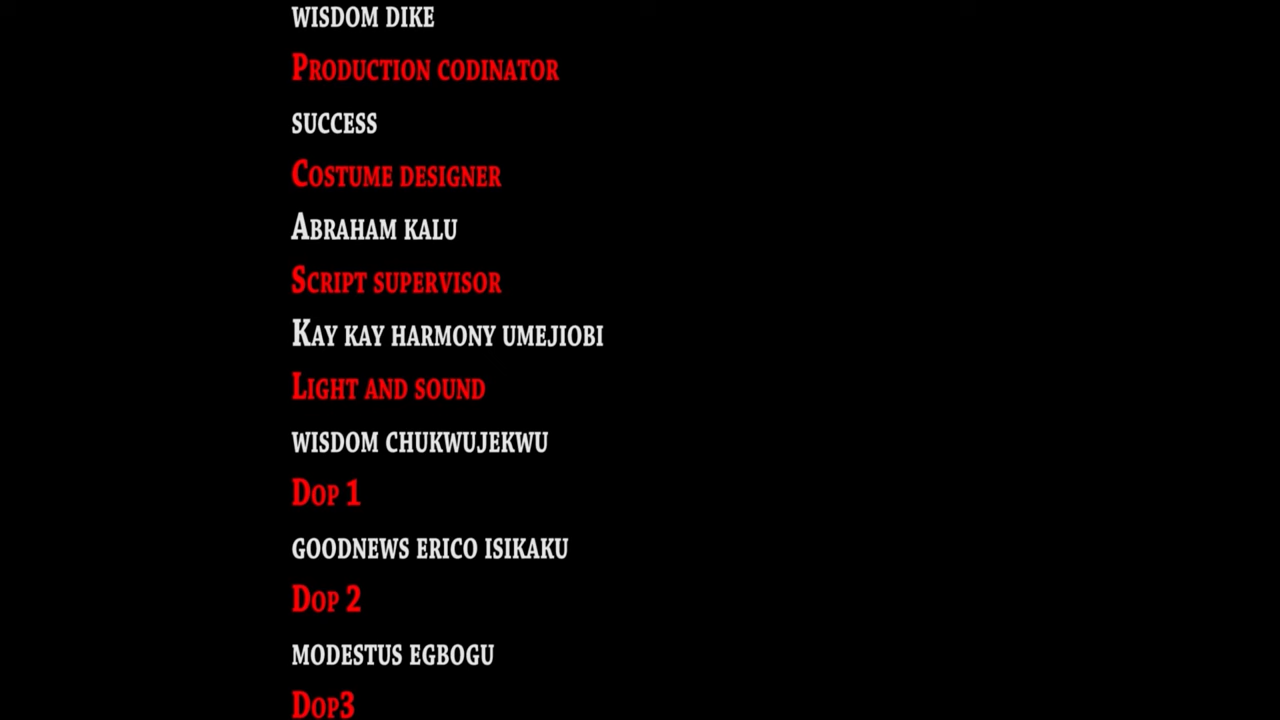 WISDOM DIKE
PRODUCTION CODINATOR
SUCCESS
COSTUME DESIGNER
ABRAHAM KALU
SCRIPT SUPERVISOR
KAY KAY HARMONY UMEJIOBI
LIGHT AND SOUND
WISDOM CHUKWUJEKWU
DOP 1
GOODNEWS ERICO ISIKAKU
DOP 2
MODESTUS EGBOGU
DOP3